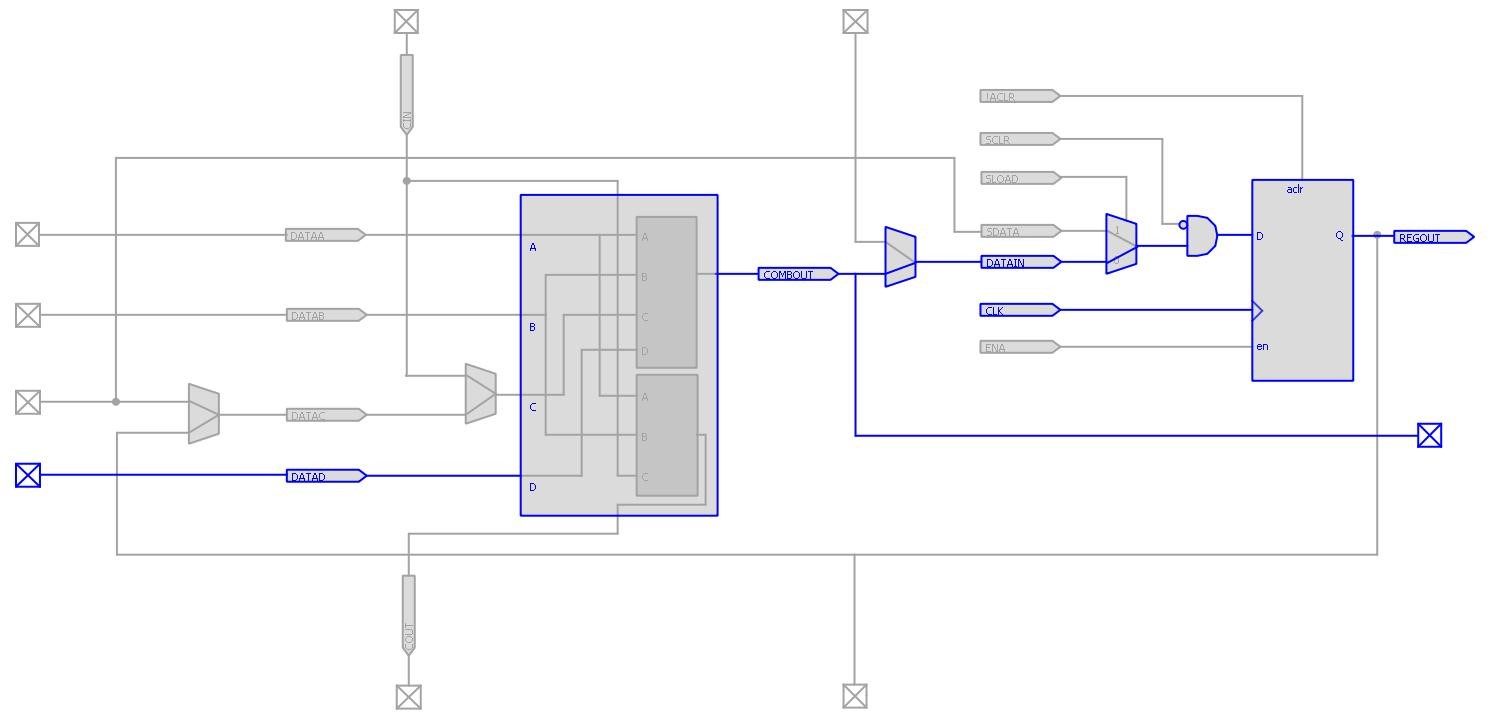 CIN
!ACLR
SCLR
SLOAD
aclr
DATAA
A
A
SDATA
1
D
Q
REGOUT
B
COMBOUT
DATAIN
0
DATAB
B
C
CLK
D
ENA
en
DATAC
C
A
B
DATAD
D
C
COUT